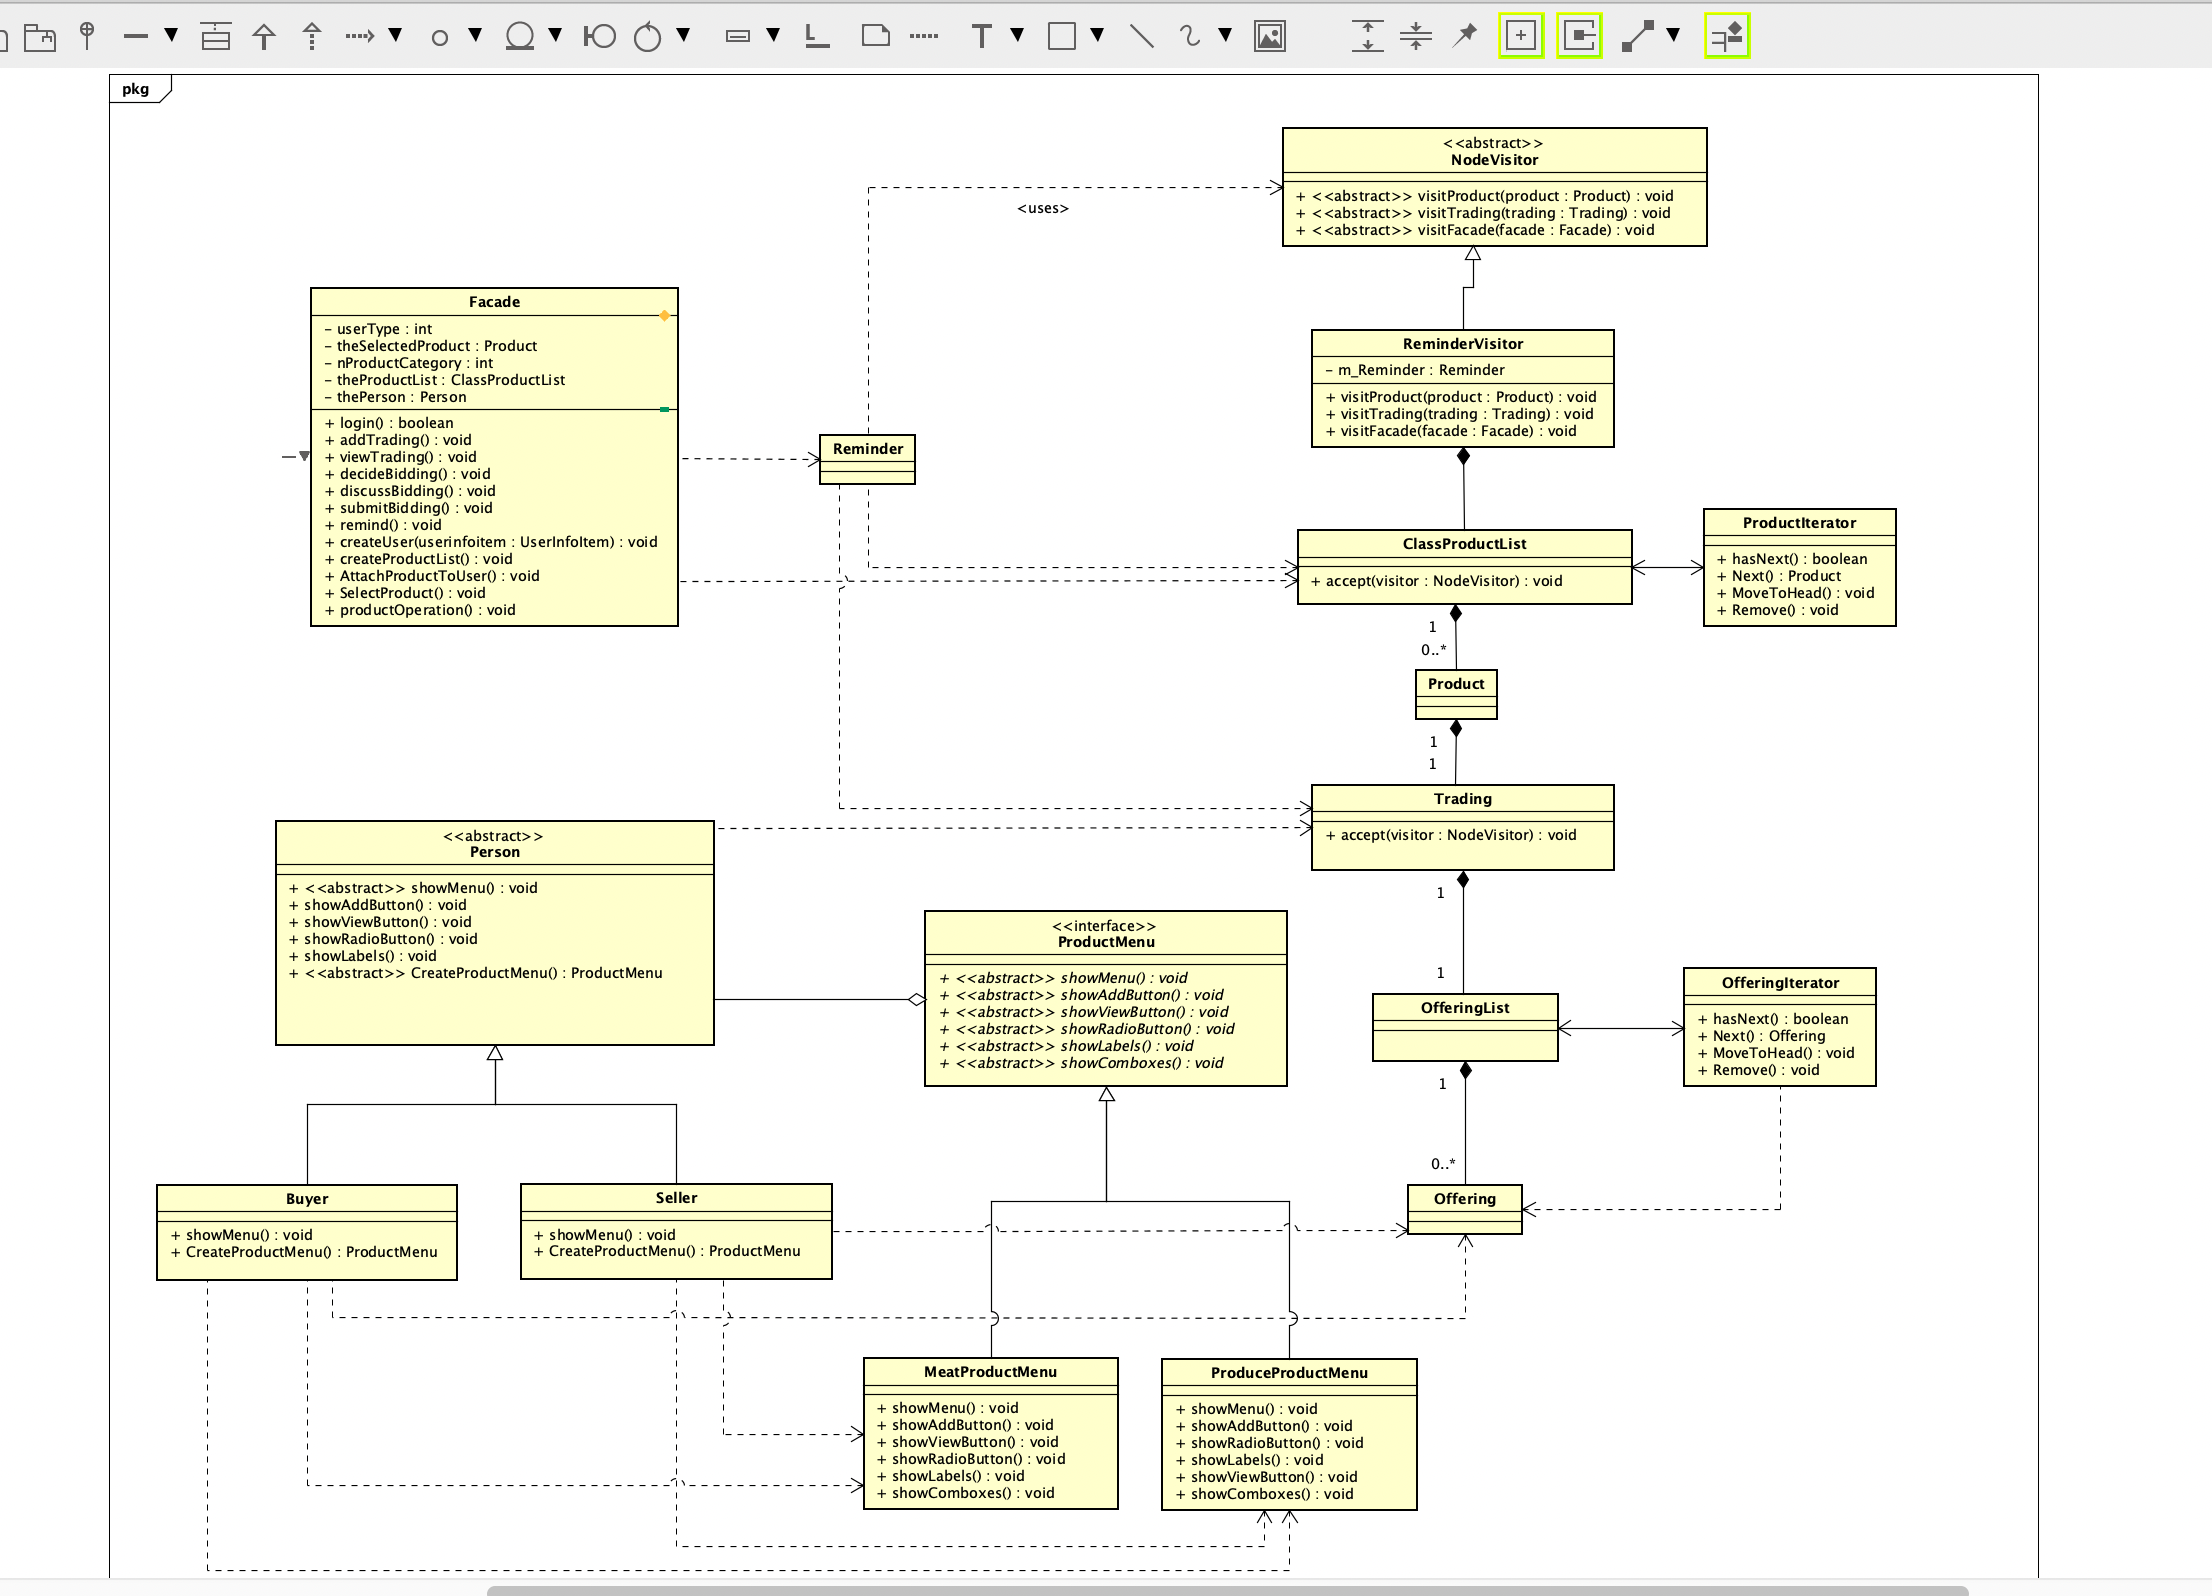 pkg
<<abstract>>
NodeVisitor
+ <<abstract>> visitProduct(product : Product) : void
+ <<abstract>> visitTrading(trading : Trading) : void
+ <<abstract>> visitFacade(facade : Facade) : void
<uses>
Facade
- userType : int
- theSelectedProduct : Product
- nProductCategory : int
- theProductList : ClassProductList
- thePerson : Person
+ login() : boolean
+ addTrading() : void
+ viewTrading() : void
+ decideBidding() : void
+ discussBidding() : void
+ submitBidding() : void
+ remind() : void
+ createUser(userinfoitem : UserInfoItem) : void
+ createProductList() : void
+ AttachProductToUser() : void
+ SelectProduct() : void
+ productOperation() : void
Reminder
ReminderVisitor
- m_Reminder : Reminder
+ visitProduct(product : Product) : void
+ visitTrading(trading : Trading) : void
+ visitFacade(facade : Facade) : void
ClassProductList
+ accept(visitor : NodeVisitor) : void
ProductIterator
+ hasNext() : boolean
+ Next() : Product
+ MoveToHead() : void
+ Remove() : void
1
0..*
Product
1
1
Trading
+ accept(visitor : NodeVisitor) : void
<<abstract>>
Person
+ <<abstract>> showMenu() : void
+ showAddButton() : void
+ showViewButton() : void
+ showRadioButton() : void
+ showLabels() : void
+ <<abstract>> CreateProductMenu() : ProductMenu
<<interface>>
ProductMenu
+ <<abstract>> showMenu() : void
+ <<abstract>> showAddButton() : void
+ <<abstract>> showViewButton() : void
+ <<abstract>> showRadioButton() : void
+ <<abstract>> showLabels() : void
+ <<abstract>> showComboxes() : void
1
1
OfferingList
OfferingIterator
+ hasNext() : boolean
+ Next() : Offering
+ MoveToHead() : void
+ Remove() : void
1
0..*
Offering
Buyer
+ showMenu() : void
+ CreateProductMenu() : ProductMenu
Seller
+ showMenu() : void
+ CreateProductMenu() : ProductMenu
MeatProductMenu
+ showMenu() : void
+ showAddButton() : void
+ showViewButton() : void
+ showRadioButton() : void
+ showLabels() : void
+ showComboxes() : void
ProduceProductMenu
+ showMenu() : void
+ showAddButton() : void
+ showRadioButton() : void
+ showLabels() : void
+ showViewButton() : void
+ showComboxes() : void